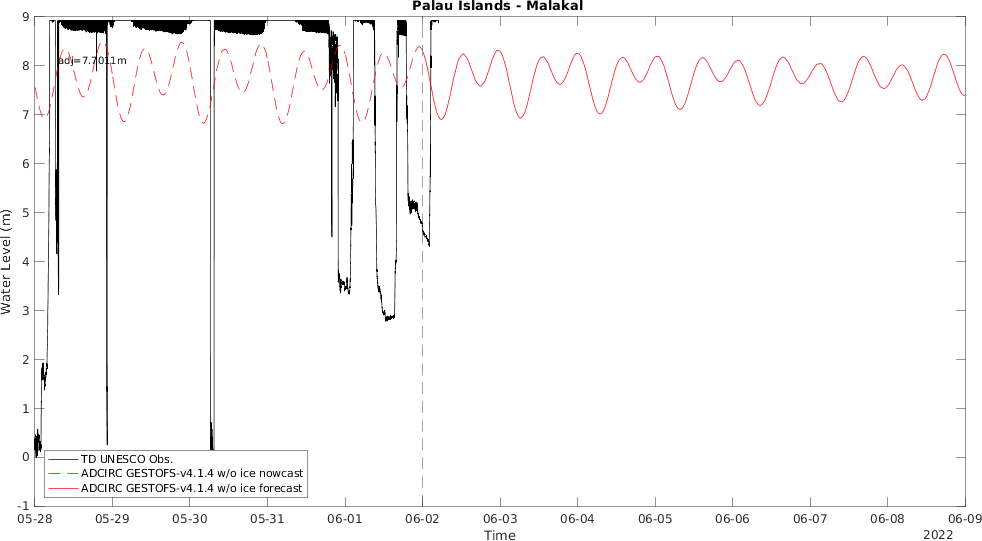 Palau Islands - Malakal
9
8
7
6
5
4
3
2
1
0
-1
Water Level (m)
adj=7.7011m
TD UNESCO Obs.
ADCIRC GESTOFS-v4.1.4 w/o ice nowcast
ADCIRC GESTOFS-v4.1.4 w/o ice forecast
05-28 05-29 05-30 05-31 06-01 06-02 06-03 06-04 06-05 06-06 06-07 06-08 06-09
Time
2022